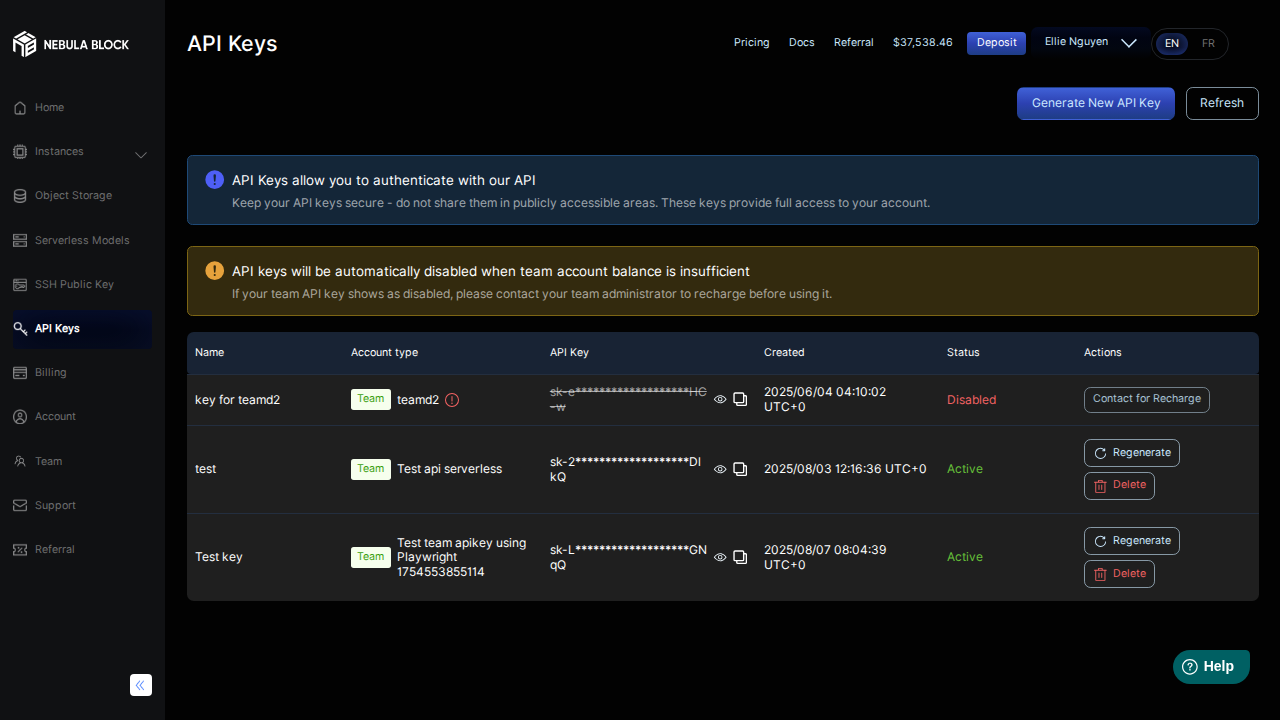 NEBULA BLOCK
API Keys
Pricing
Docs
Referral
$37,538.46
Deposit
Ellie Nguyen
EN
FR
Home
Instances
Object Storage
Serverless Models
SSH Public Key
API Keys
Billing
Account
Team
Support
Referral
Generate New API Key
Refresh
API Keys allow you to authenticate with our API
Keep your API keys secure - do not share them in publicly accessible areas. These keys provide full access to your account.
API keys will be automatically disabled when team account balance is insufficient
If your team API key shows as disabled, please contact your team administrator to recharge before using it.
Name
Account type
API Key
Created
Status
Actions
key for teamd2
Team
teamd2
sk-e********************HC
-w
2025/06/04 04:10:02
UTC+0
Disabled
Contact for Recharge
test
Team
Test api serverless
sk-2********************DI
kQ
2025/08/03 12:16:36 UTC+0
Active
Regenerate
Delete
Test key
Team
Test team apikey using
Playwright
1754553855114
sk-L********************GN
qQ
2025/08/07 08:04:39
UTC+0
Active
Regenerate
Delete
Help